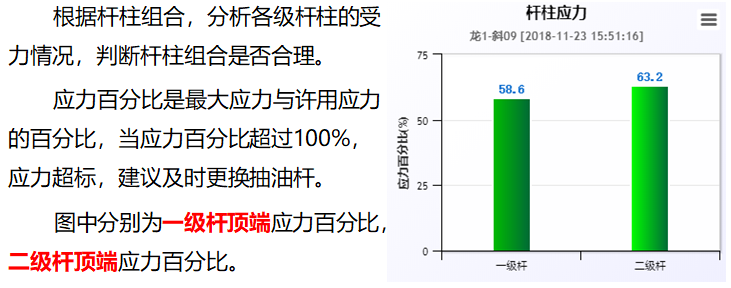 根据杆柱组合，分析各级杆柱的受
力情况，判断杆柱组合是否合理。
应力百分比是最大应力与许用应力
的百分比，当应力百分比超过100%，
应力超标，建议及时更换抽油杆。
图中分别为一级杆顶端应力百分比，
二级杆顶端应力百分比。
杆柱应力
龙1-斜09 [2018-11-23 15:51:16]
应力百分比(%)
75
50
25
0
58.6
63.2
一级杆
二级杆